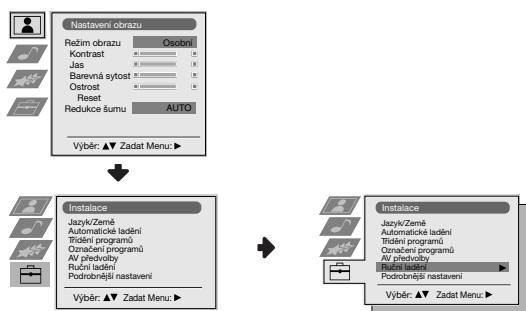 Nastavení obrazu
Režim obrazu Osobní
Kontrast
Jas
Barevná sytost
Ostrost
Reset
Redukce šumu AUTO
Výběr: ▲▼ Zadat Menu: ▶
Instalace
Jazyk/Země
Automatické ladění
Třídění programů
Označení programů
AV předvolby
Ruční ladění
Podrobnější nastavení
Výběr: ▲▼ Zadat Menu: ▶
Instalace
Jazyk/Země
Automatické ladění
Třídění programů
Označení programů
AV předvolby
Ruční ladění ▶
Podrobnější nastavení
Výběr: ▲▼ Zadat Menu: ▶